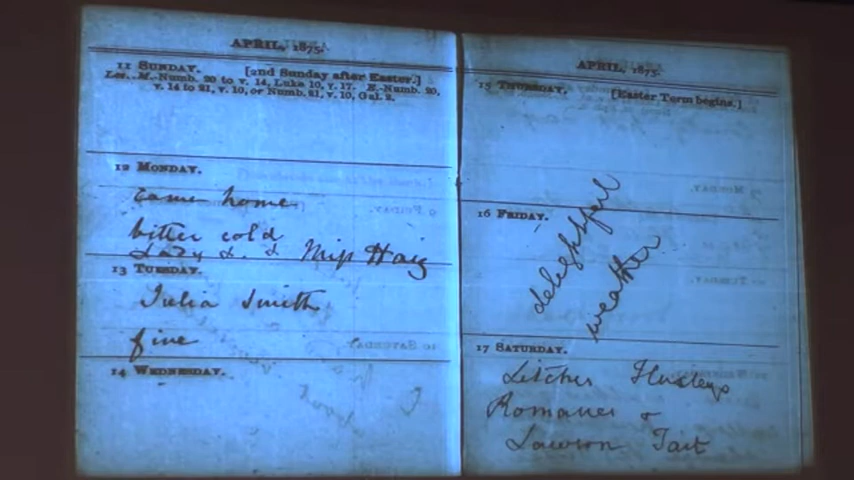 APRIL, 1875.
11 SUNDAY. [2nd Sunday after Easter.]
Les., M.-Numb. 20 to v. 14, Luke 10, v. 17. E.-Numb. 20,
v. 14 to 21, v. 10, or Numb. 21, v. 10, Gal. 2.
12 MONDAY.
Came home
bitter cold
Lady L. & Miss Haig
13 TUESDAY.
Julia Smith
fine
14 WEDNESDAY.
APRIL, 1875.
15 THURSDAY. [Easter Term begins.]
16 FRIDAY.
delightful
weather
17 SATURDAY.
Litches Huxleys
Romanes &
Lawson Tait